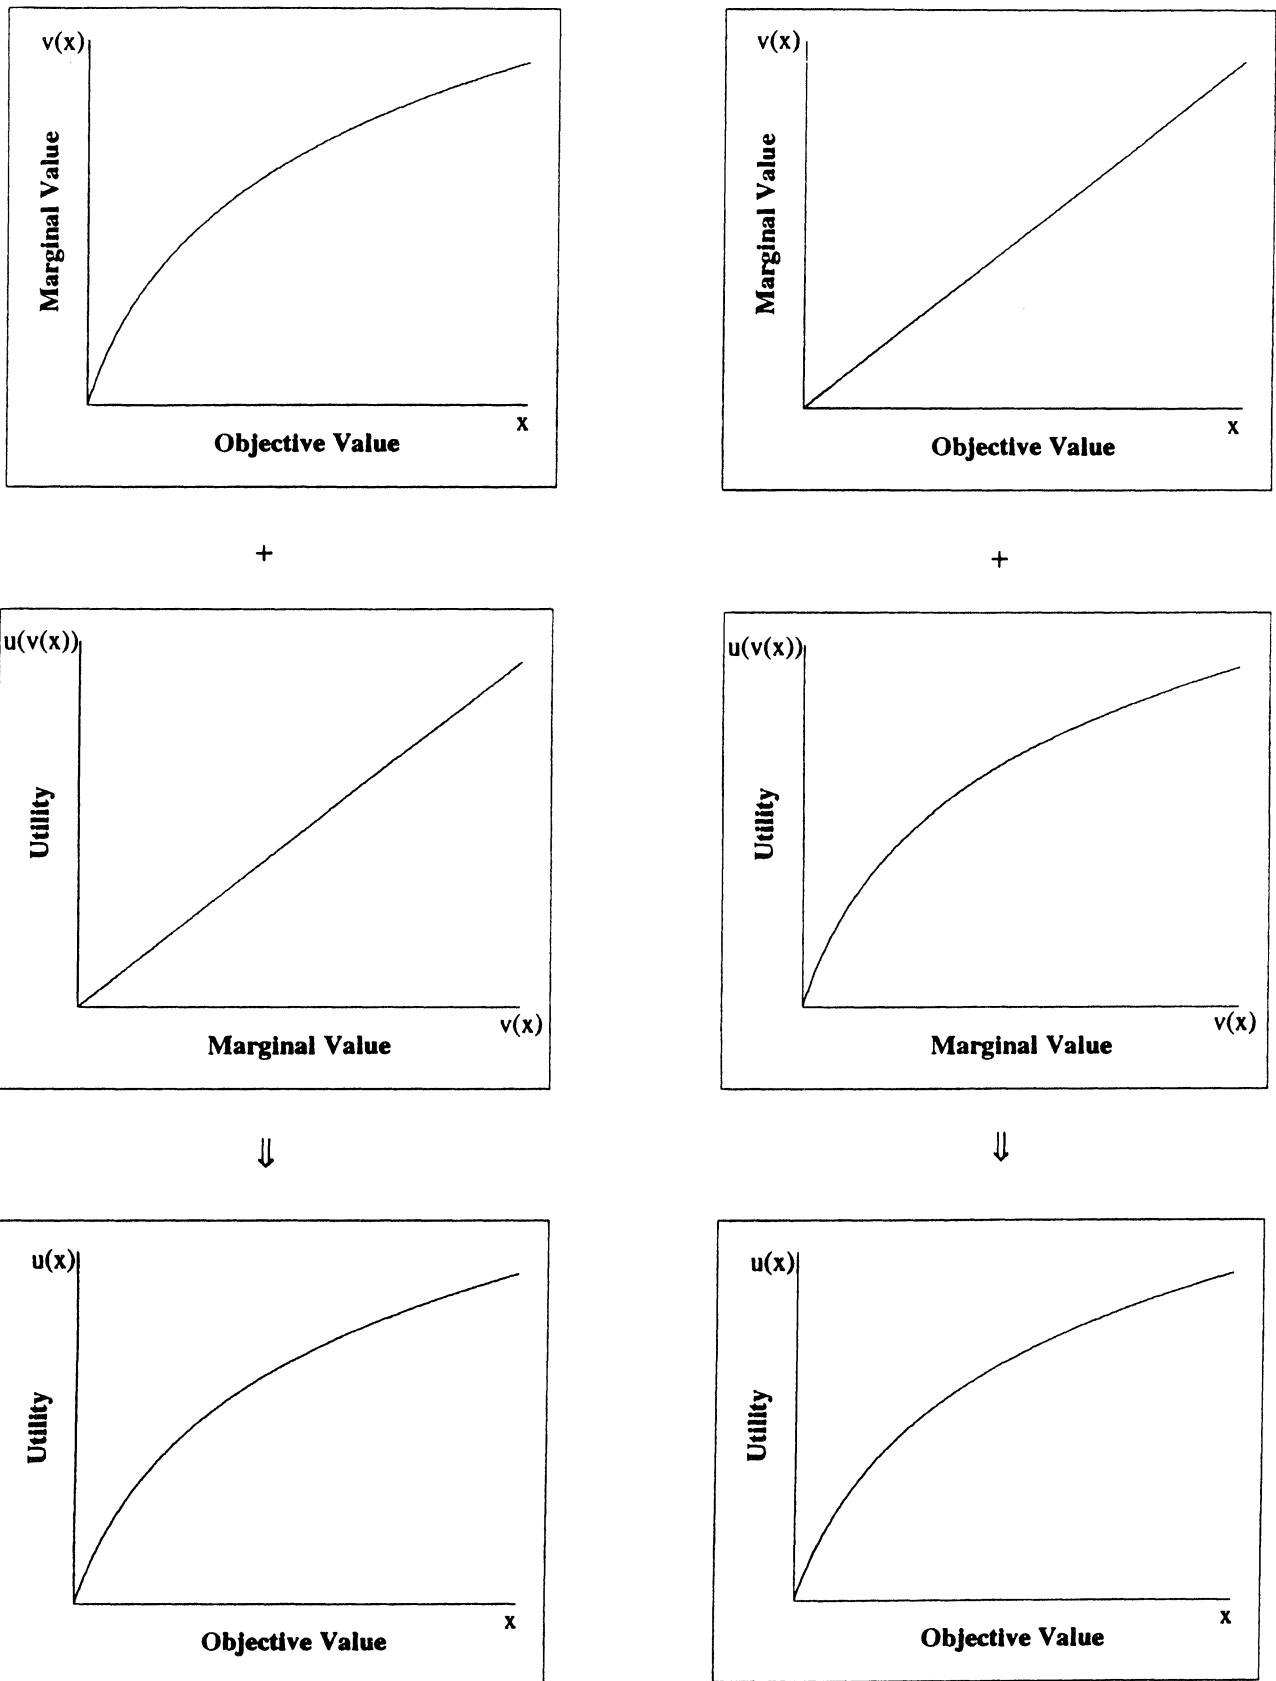 v(x)
Marginal Value
x
Objective Value
v(x)
Marginal Value
x
Objective Value
+
+
u(v(x))
Utility
v(x)
Marginal Value
u(v(x))
Utility
v(x)
Marginal Value
⇓
⇓
u(x)
Utility
x
Objective Value
u(x)
Utility
x
Objective Value